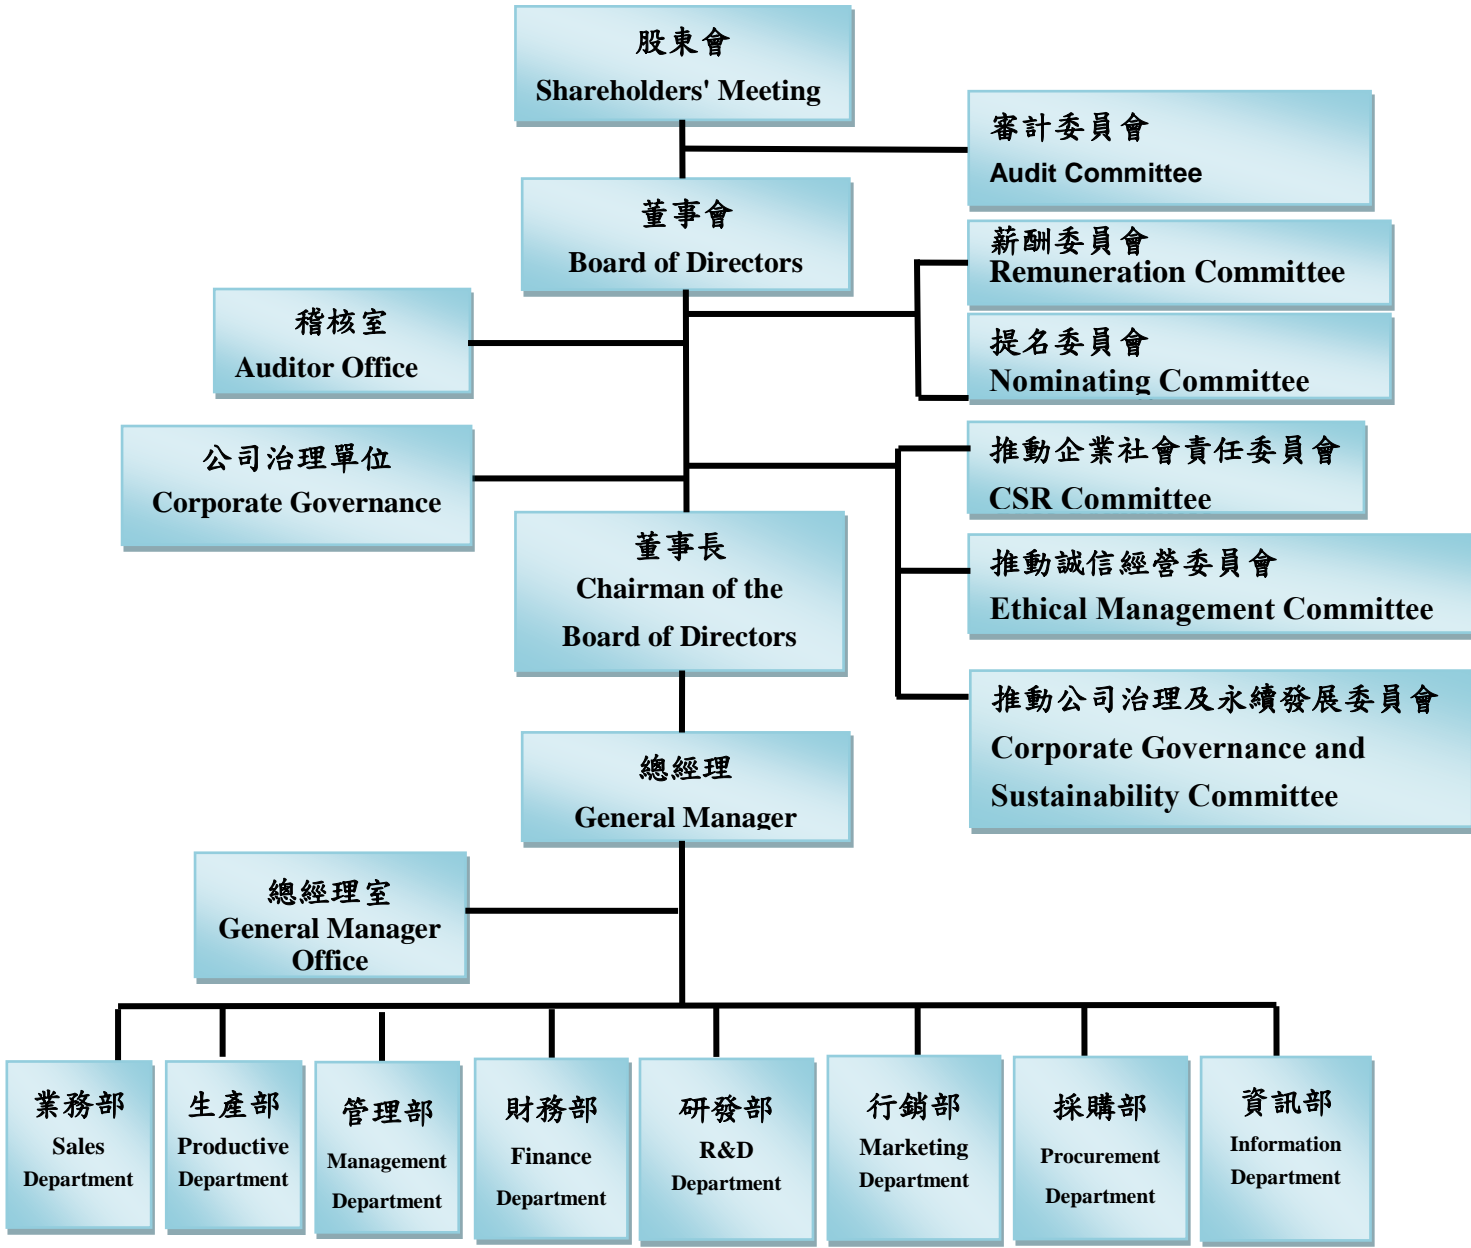 股東會
Shareholders' Meeting
審計委員會
Audit Committee
董事會
Board of Directors
薪酬委員會
Remuneration Committee
稽核室
Auditor Office
提名委員會
Nominating Committee
公司治理單位
Corporate Governance
推動企業社會責任委員會
CSR Committee
董事長
Chairman of the
Board of Directors
推動誠信經營委員會
Ethical Management Committee
推動公司治理及永續發展委員會
Corporate Governance and
Sustainability Committee
總經理
General Manager
總經理室
General Manager
Office
業務部
Sales
Department
生產部
Productive
Department
管理部
Management
Department
財務部
Finance
Department
研發部
R&D
Department
行銷部
Marketing
Department
採購部
Procurement
Department
資訊部
Information
Department